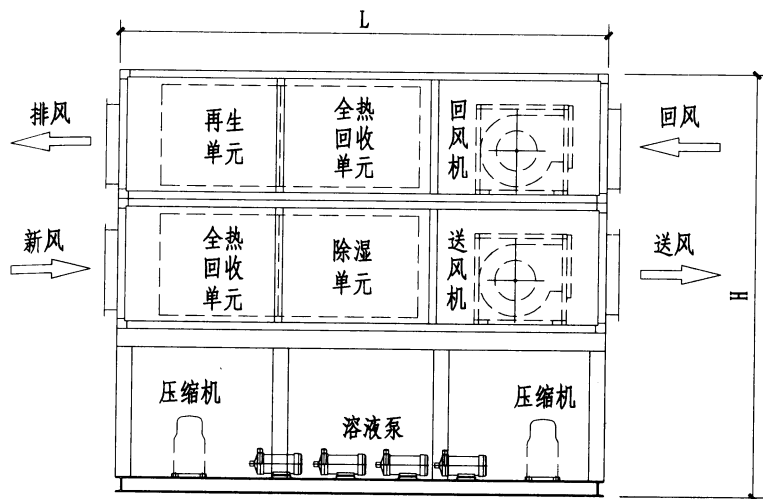 L
排风
再生
单元
全热
回收
单元
回
风
机
回风
新风
全热
回收
单元
除湿
单元
送
风
机
送风
H
压缩机
溶液泵
压缩机